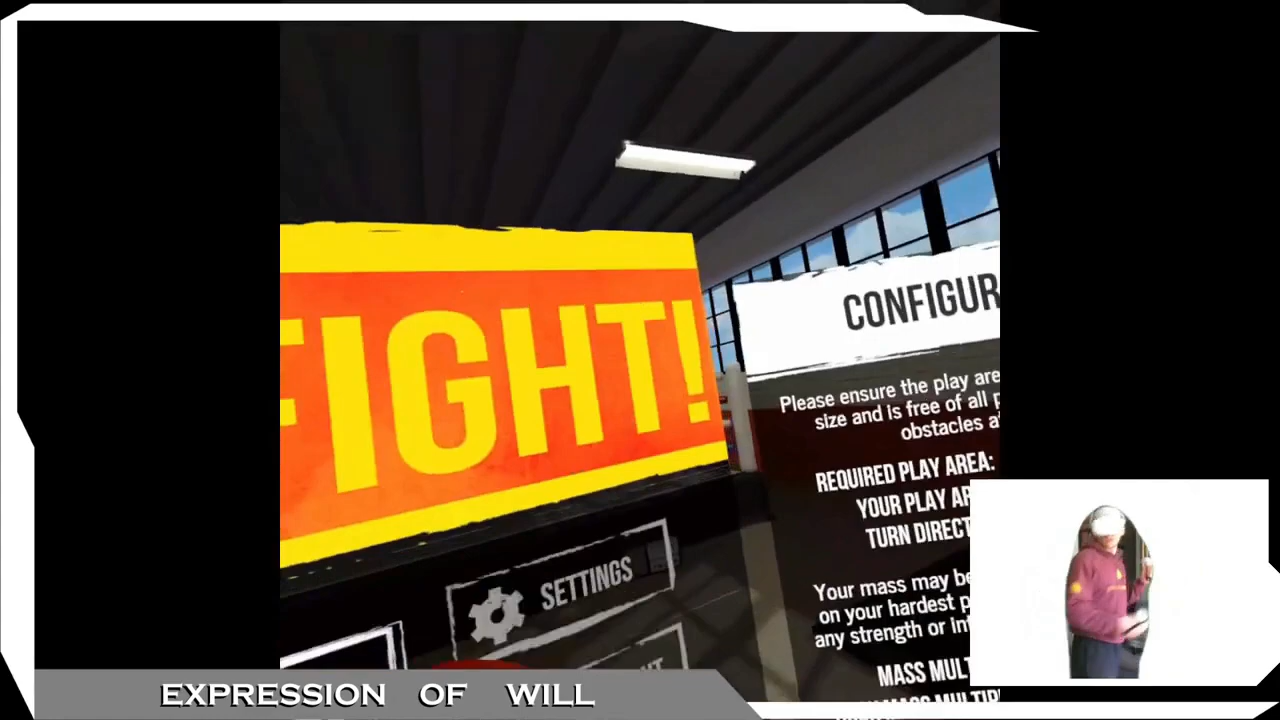 FIGHT!
SETTINGS
CONFIGUR
Please ensure the play are
size and is free of all p
obstacles a
REQUIRED PLAY AREA:
YOUR PLAY AR
TURN DIRECT
Your mass may be
on your hardest p
any strength or int
MASS MULT
EXPRESSION OF WILL